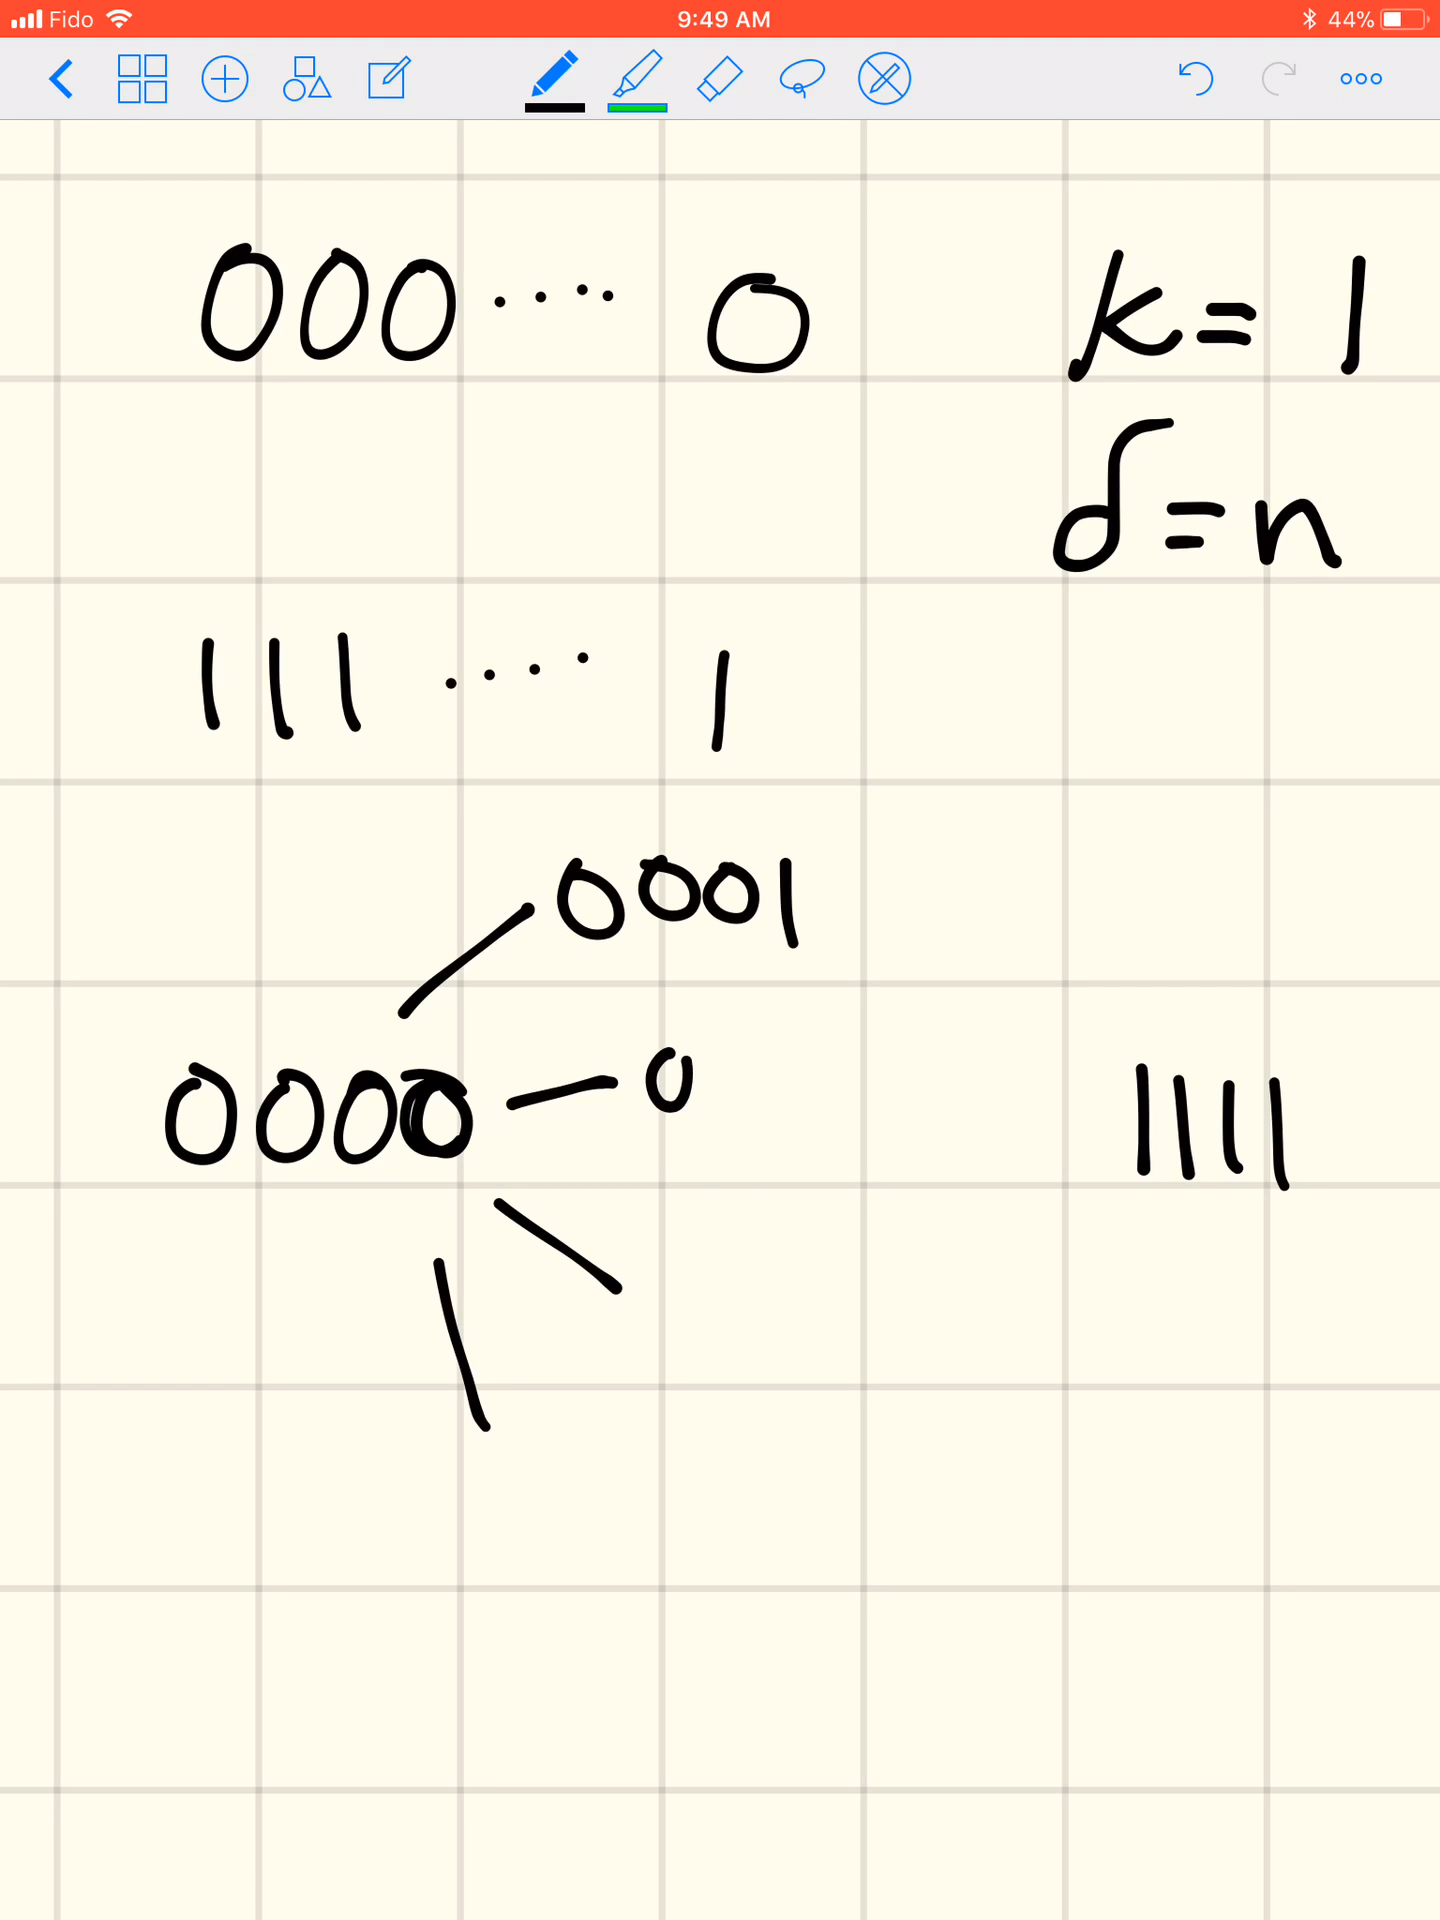 Fido 9:49 AM 44%
000 .... 0 k = 1
d = n
111 .... 1
0001
0000 — 0 1111